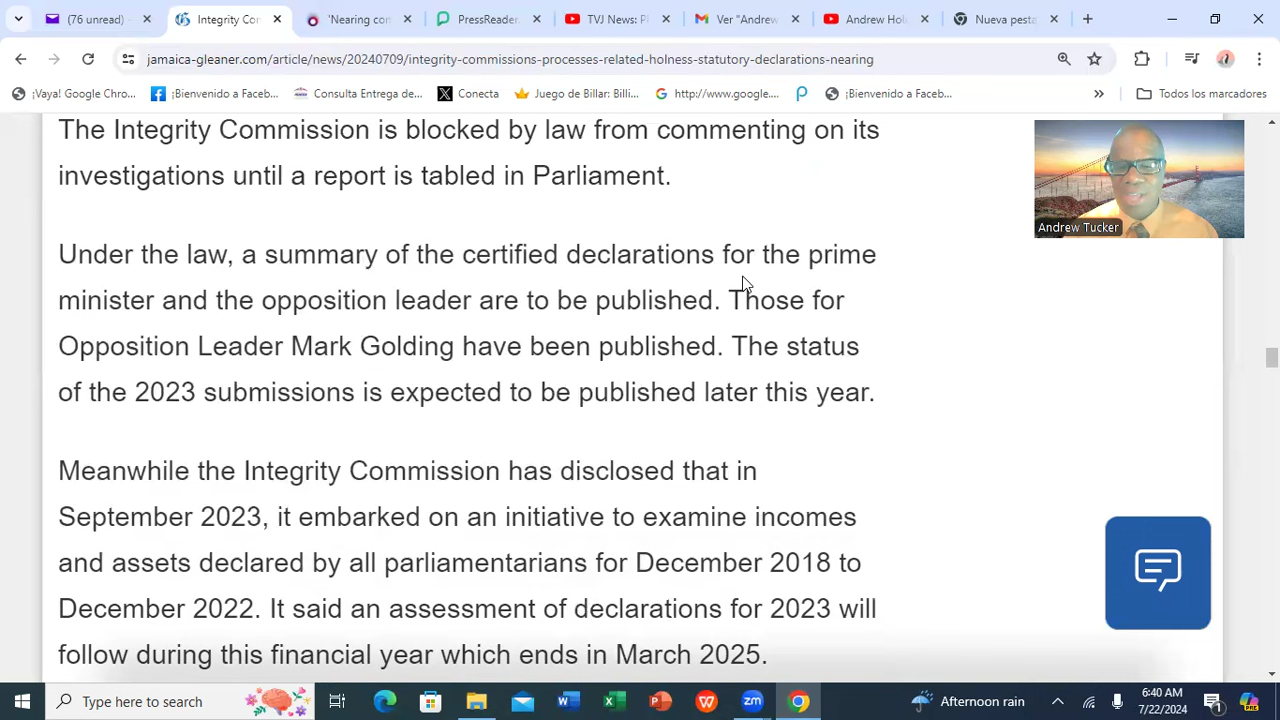 (76 unread)
Integrity Con
'Nearing con
PressReader
TVJ News: P
Ver "Andrew
Andrew Hol
Nueva pesta
jamaica-gleaner.com/article/news/20240709/integrity-commissions-processes-related-holness-statutory-declarations-nearing
¡Vaya! Google Chro...
¡Bienvenido a Faceb...
Consulta Entrega de...
Conecta
Juego de Billar: Billi...
http://www.google....
¡Bienvenido a Faceb...
Todos los marcadores
The Integrity Commission is blocked by law from commenting on its
investigations until a report is tabled in Parliament.
Andrew Tucker
Under the law, a summary of the certified declarations for the prime
minister and the opposition leader are to be published. Those for
Opposition Leader Mark Golding have been published. The status
of the 2023 submissions is expected to be published later this year.
Meanwhile the Integrity Commission has disclosed that in
September 2023, it embarked on an initiative to examine incomes
and assets declared by all parliamentarians for December 2018 to
December 2022. It said an assessment of declarations for 2023 will
follow during this financial year which ends in March 2025.
Type here to search
zm
Afternoon rain
6:40 AM
7/22/2024
1
PRE